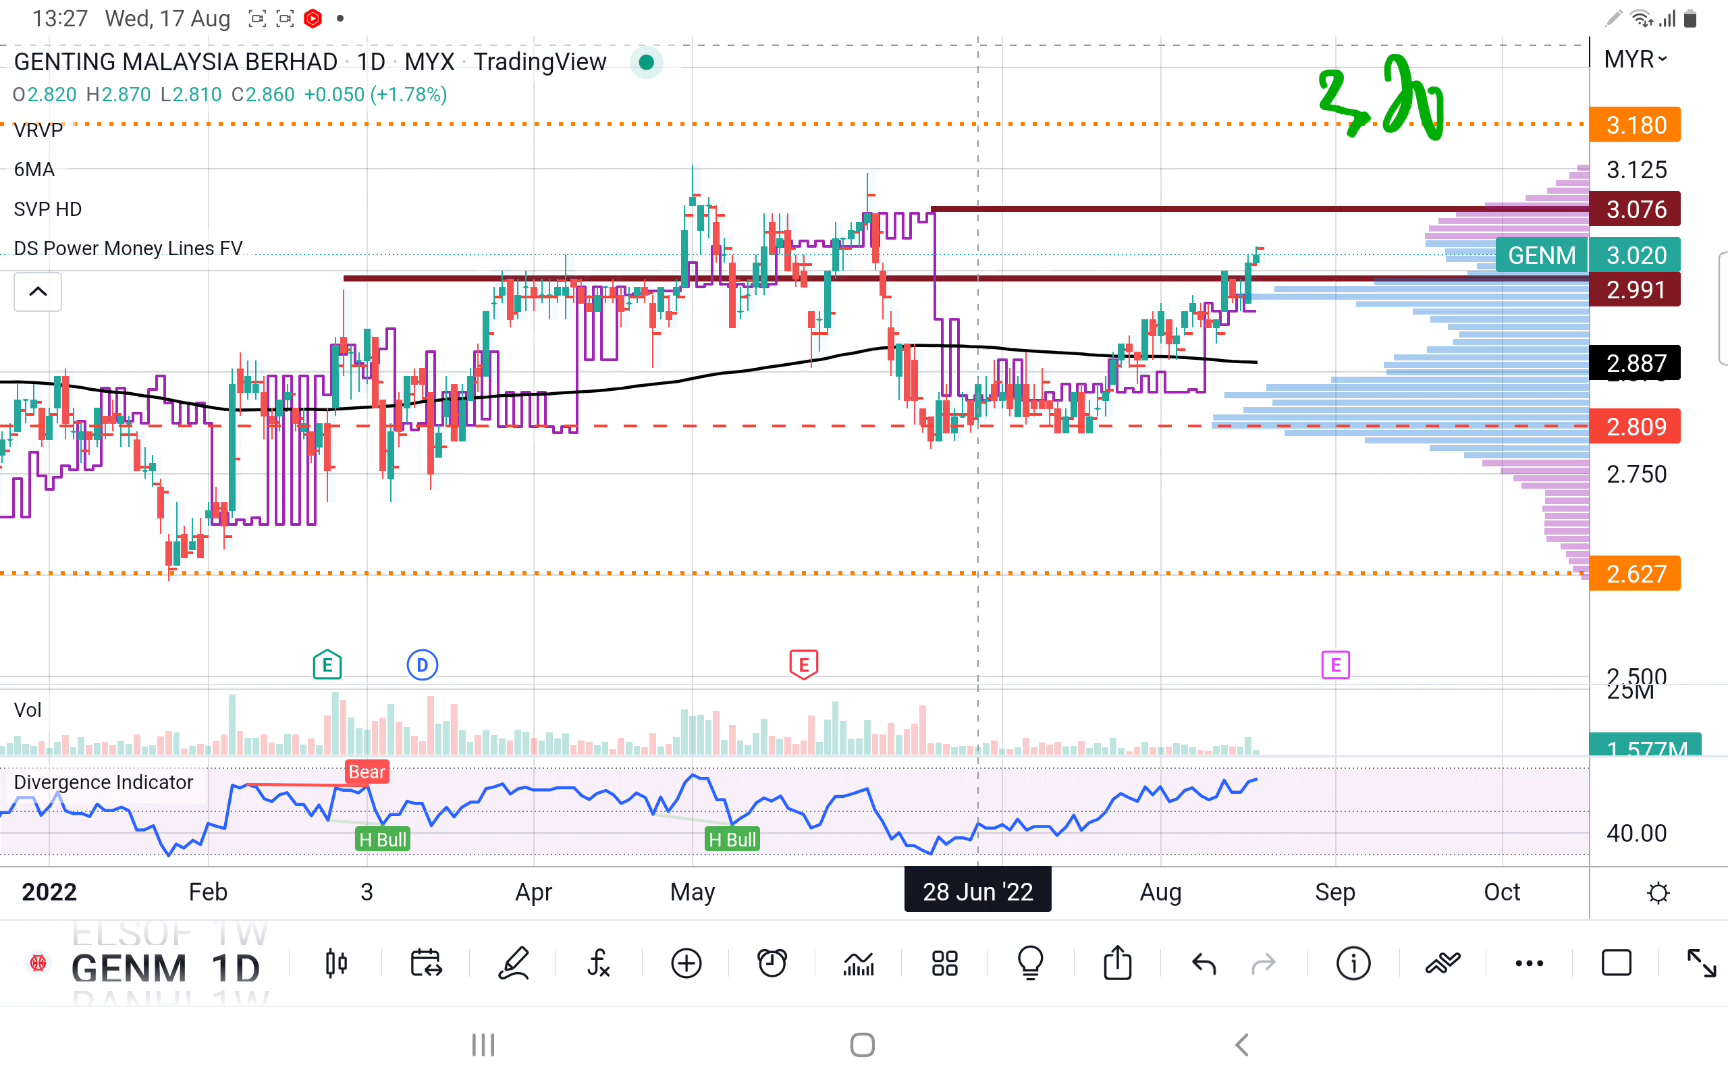 13:27 Wed, 17 Aug
GENTING MALAYSIA BERHAD · 1D · MYX · TradingView
MYR
O2.820 H2.870 L2.810 C2.860 +0.050 (+1.78%)
3.20
VRVP
3.180
6MA
3.125
SVP HD
3.076
DS Power Money Lines FV
GENM 3.020
2.991
2.887
2.809
2.750
2.627
E D E E
2.500
25M
Vol
1.577M
Divergence Indicator
Bear
H Bull
H Bull
40.00
2022 Feb 3 Apr May 28 Jun '22 Aug Sep Oct
ELSOF 1W
GENM 1D
BANHI 1W